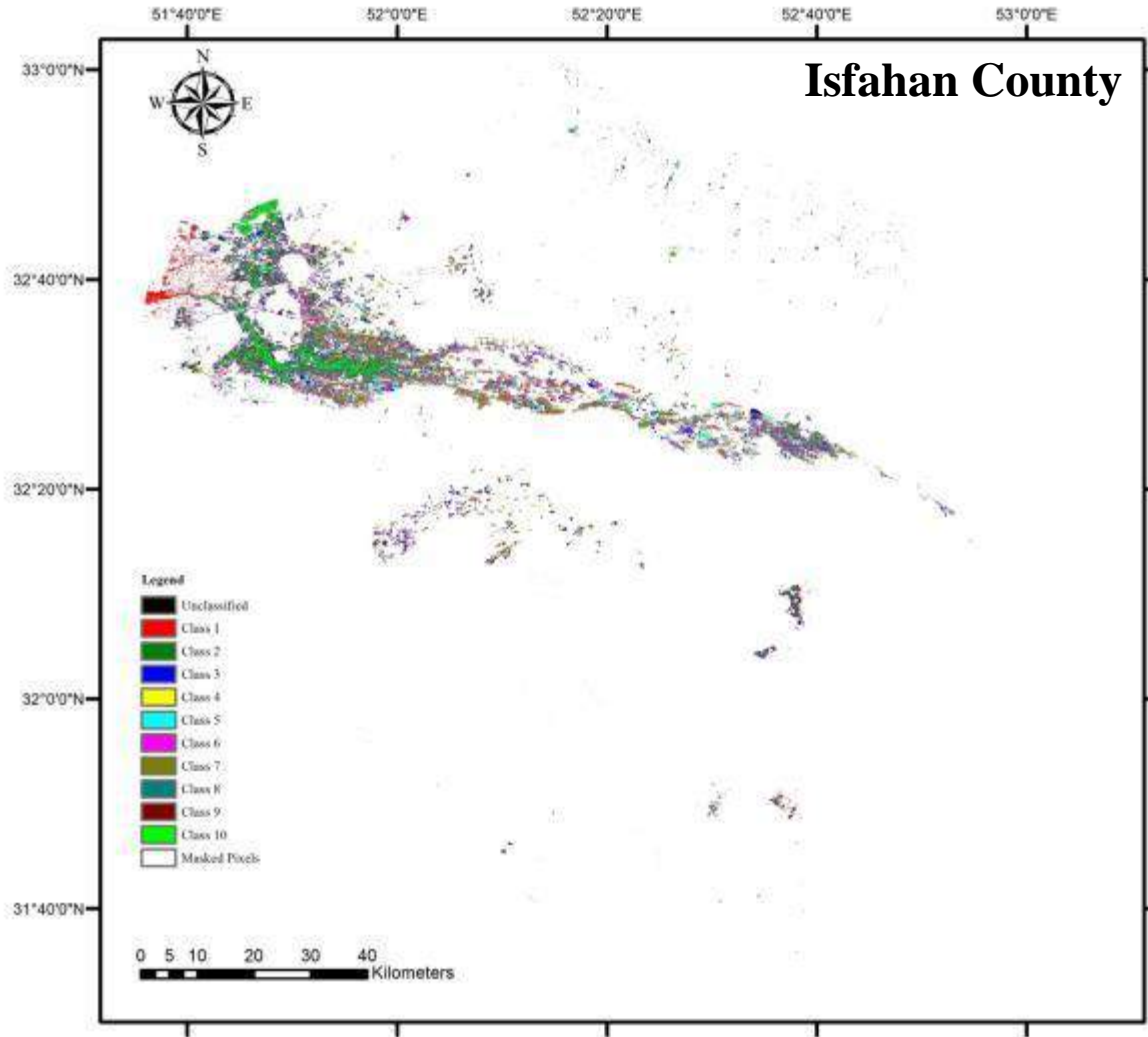 51°40'0"E 52°0'0"E 52°20'0"E 52°40'0"E 53°0'0"E
33°0'0"N
Isfahan County
N
W E
S
32°40'0"N
32°20'0"N
Legend
Unclassified
Class 1
Class 2
Class 3
Class 4
Class 5
Class 6
Class 7
Class 8
Class 9
Class 10
Masked Pixels
32°0'0"N
31°40'0"N
0 5 10 20 30 40
Kilometers